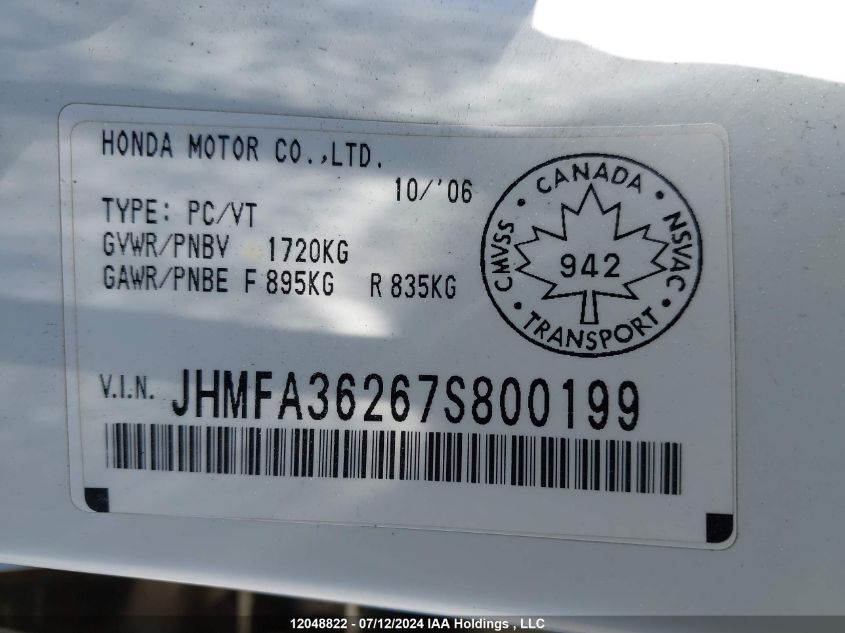 HONDA MOTOR CO.,LTD.
10/'06
TYPE: PC/VT
GVWR/PNBV 1720KG
GAWR/PNBE F 895KG R 835KG
CANADA
CMVSS
942
NSVAC
TRANSPORT
V.I.N. JHMFA36267S800199
12048822 - 07/12/2024 IAA Holdings , LLC